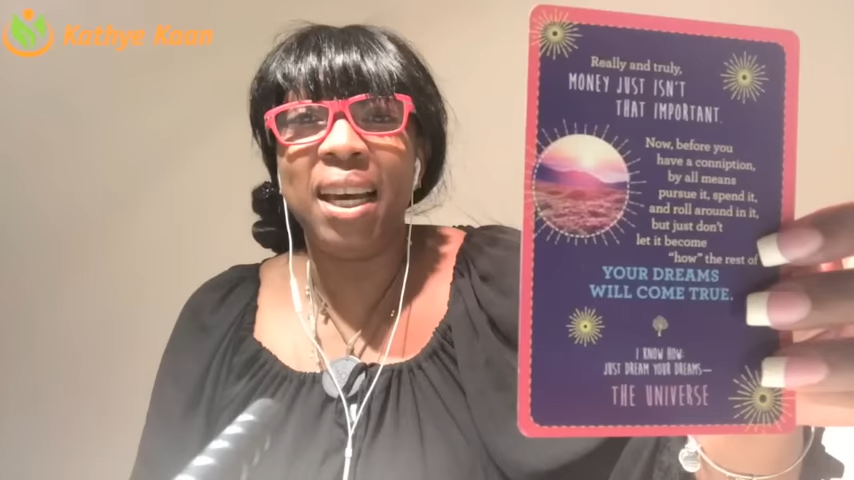 Kathye Kaan
Really and truly,
MONEY JUST ISN'T
THAT IMPORTANT.
Now, before you
have a conniption,
by all means
pursue it, spend it,
and roll around in it,
but just don't
let it become
"how" the rest of
YOUR DREAMS
WILL COME TRUE.
I KNOW HOW:
JUST DREAM YOUR DREAMS—
THE UNIVERSE